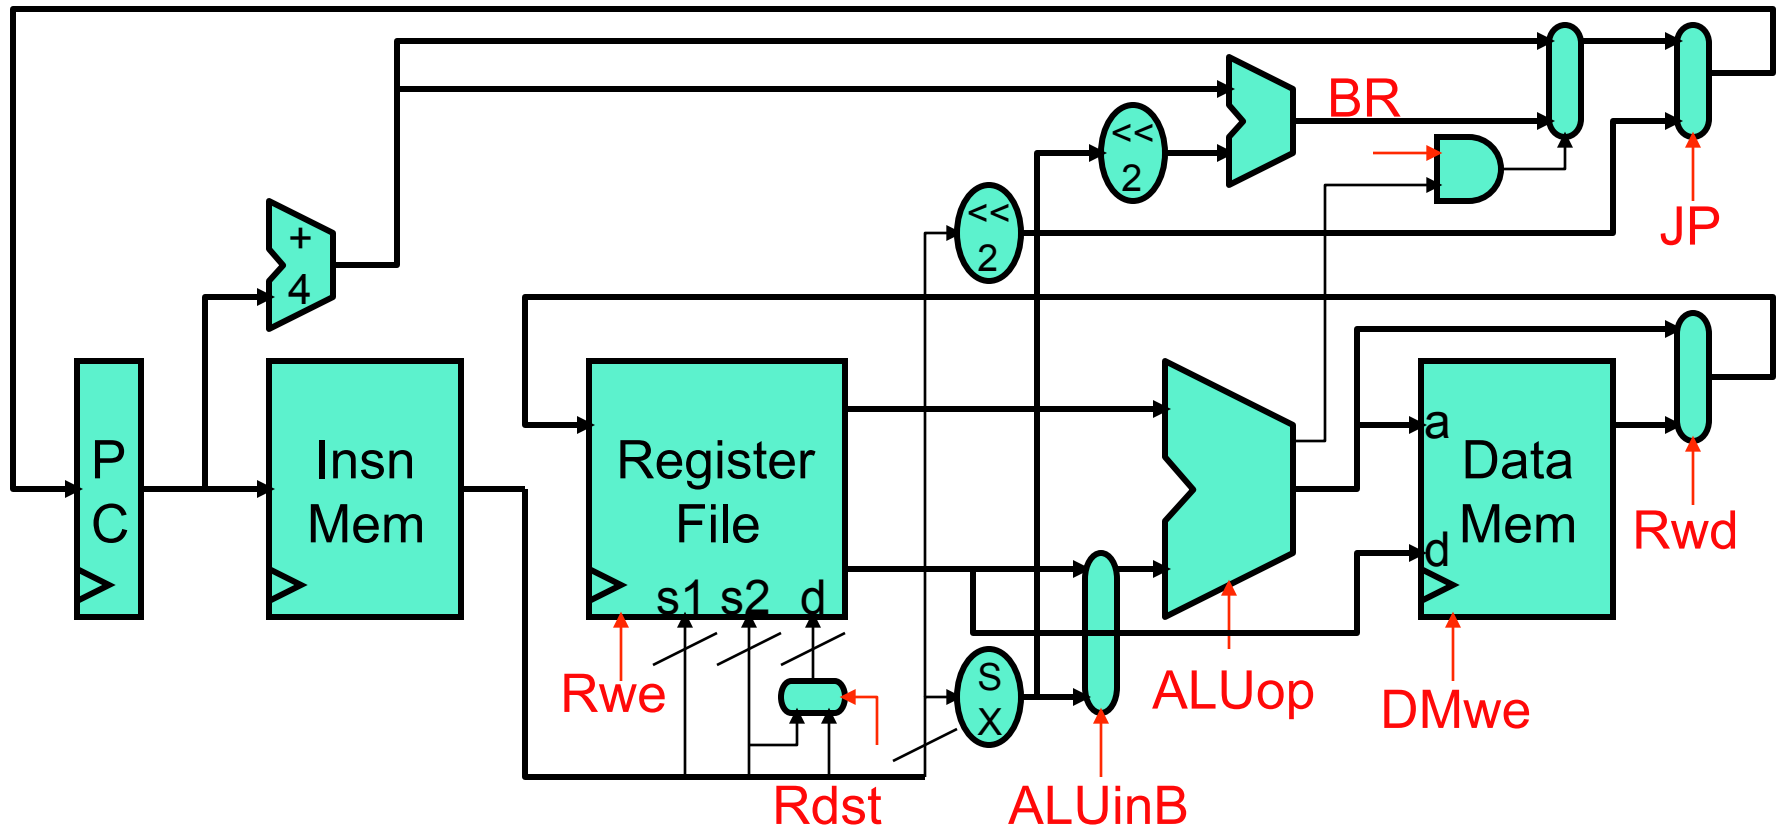 BR
<<
2
<<
2
JP
+
4
P
C
Insn
Mem
Register
File
s1 s2 d
a
Data
Mem
d
Rwd
Rwe
S
X
ALUop
DMwe
Rdst
ALUinB